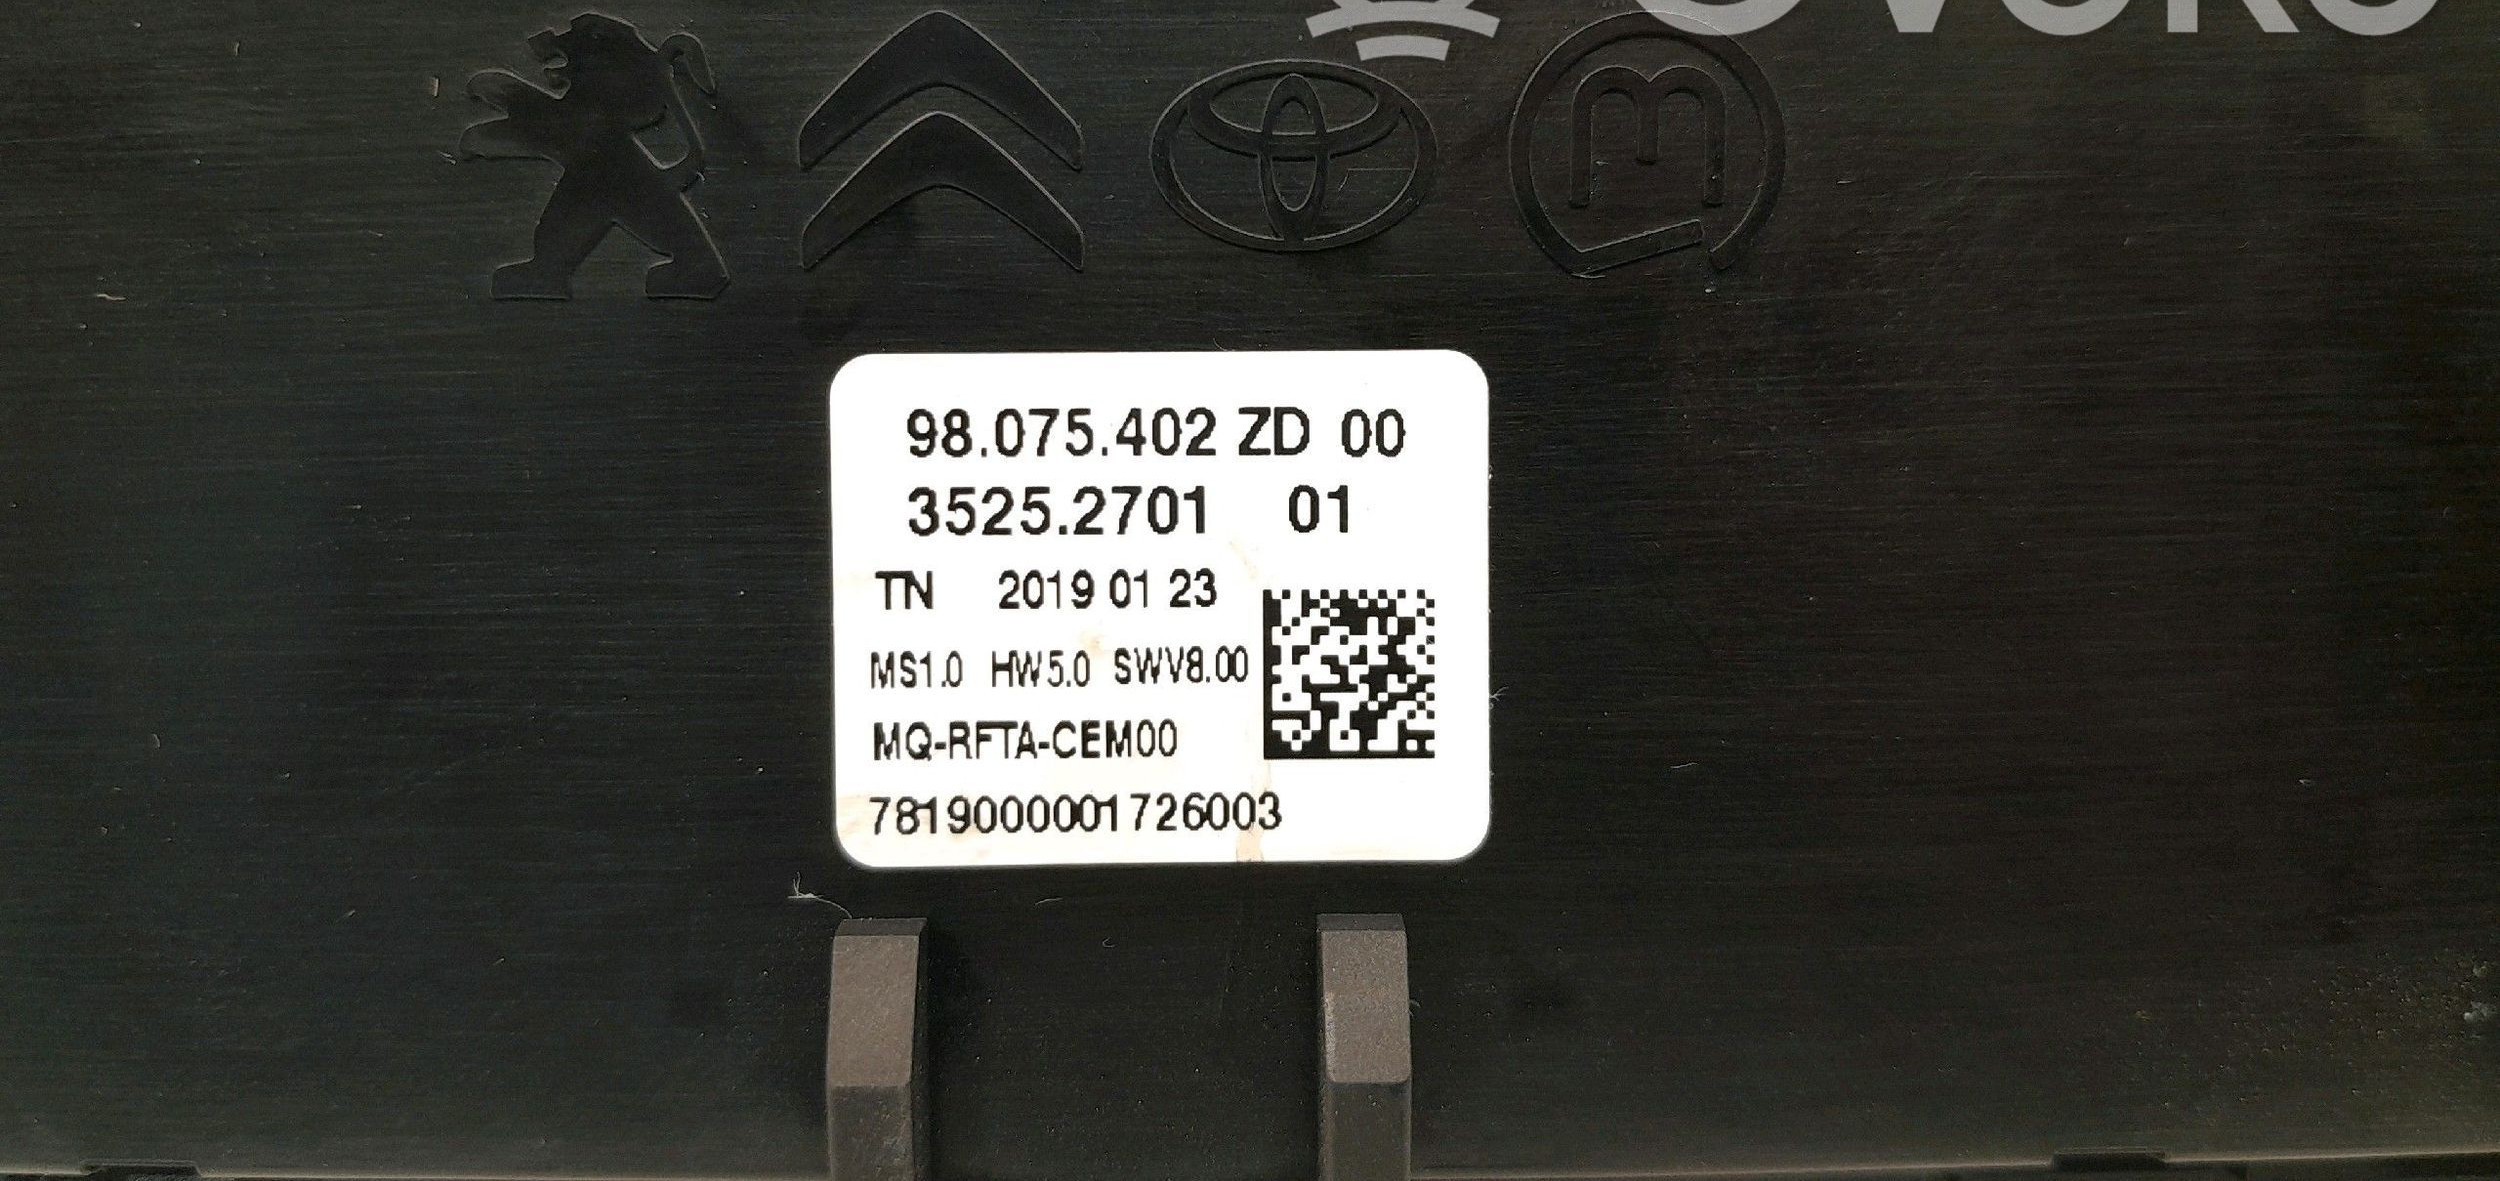 98.075.402 ZD 00
3525.2701 01
TN 2019 01 23
MS1.0 HW5.0 SWV8.00
MQ-RFTA-CEM00
7819000001726003